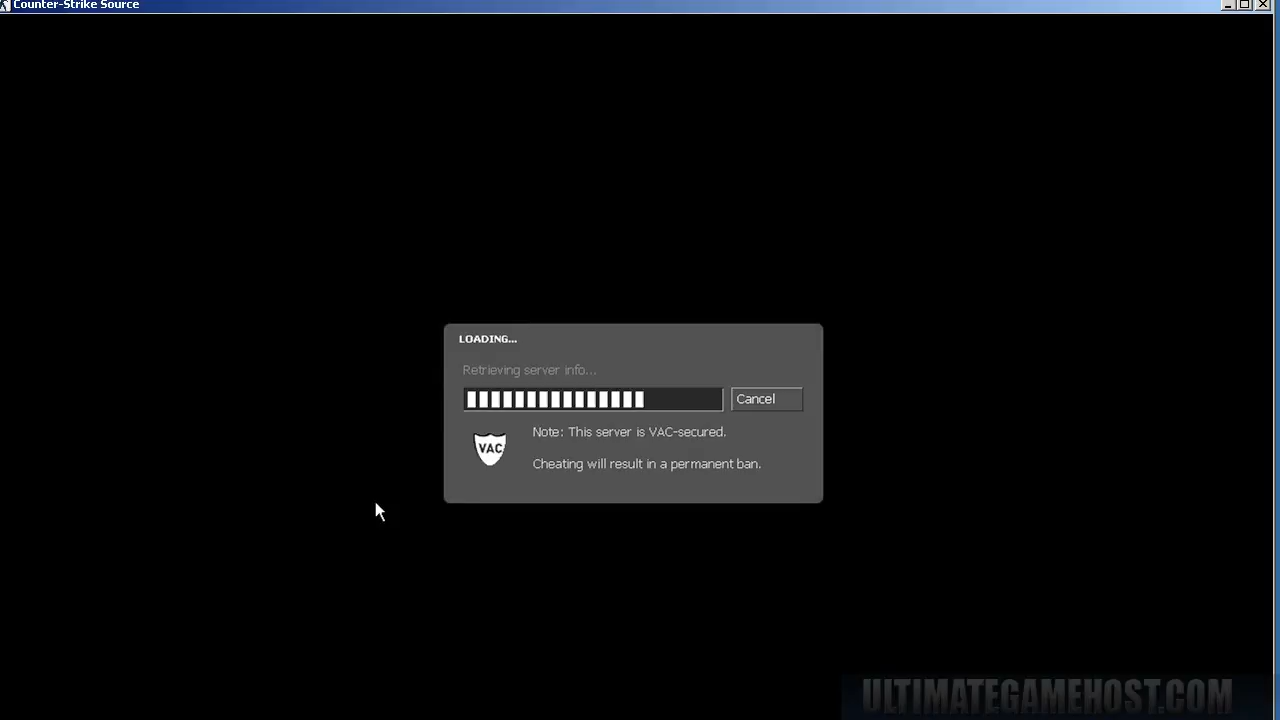 Counter-Strike Source
LOADING...
Retrieving server info...
Cancel
Note: This server is VAC-secured.
VAC
Cheating will result in a permanent ban.
ULTIMATEGAMEHOST.COM